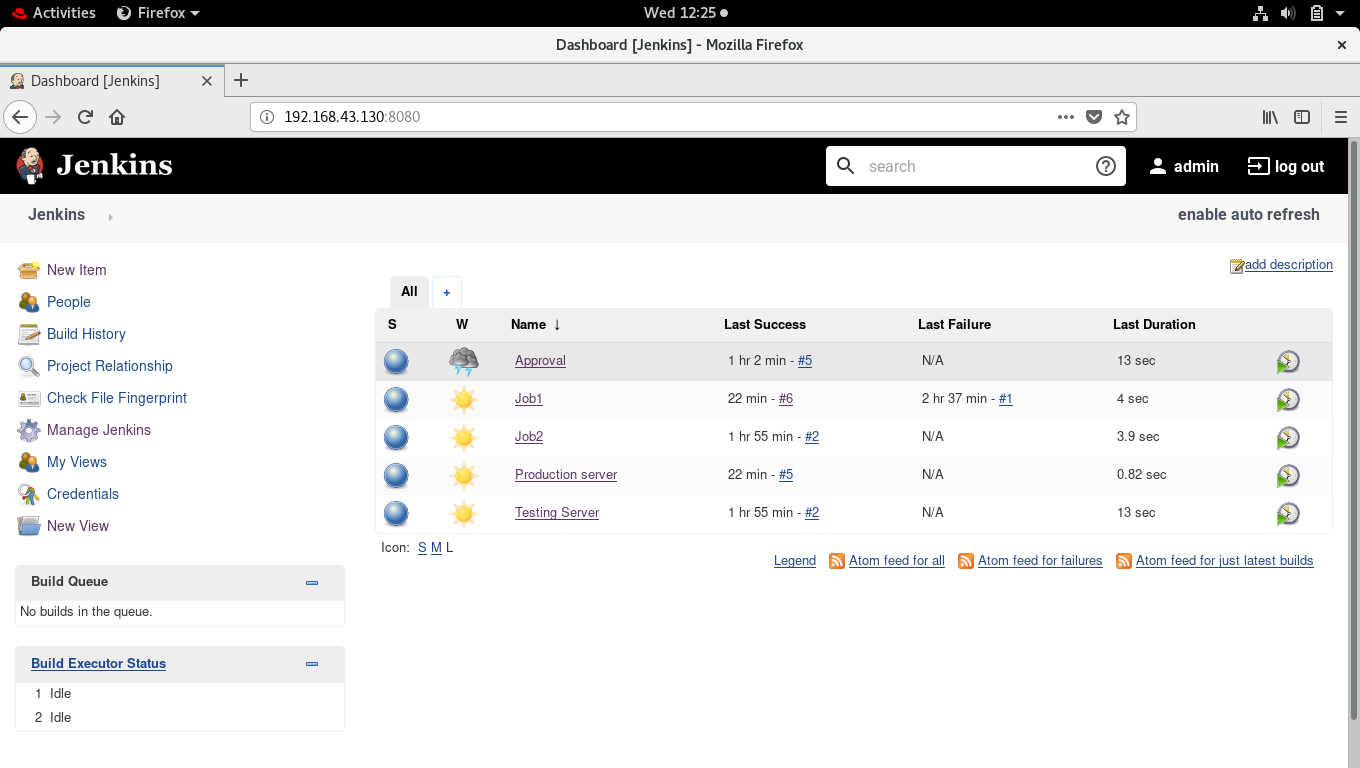 Activities Firefox Wed 12:25
Dashboard [Jenkins] - Mozilla Firefox
Dashboard [Jenkins]
192.168.43.130:8080
Jenkins search admin log out
Jenkins enable auto refresh
add description
New Item
People
Build History
Project Relationship
Check File Fingerprint
Manage Jenkins
My Views
Credentials
New View
Build Queue
No builds in the queue.
Build Executor Status
1 Idle
2 Idle
All +
S W Name ↓ Last Success Last Failure Last Duration
Approval 1 hr 2 min - #5 N/A 13 sec
Job1 22 min - #6 2 hr 37 min - #1 4 sec
Job2 1 hr 55 min - #2 N/A 3.9 sec
Production server 22 min - #5 N/A 0.82 sec
Testing Server 1 hr 55 min - #2 N/A 13 sec
Icon: S M L
Legend Atom feed for all Atom feed for failures Atom feed for just latest builds